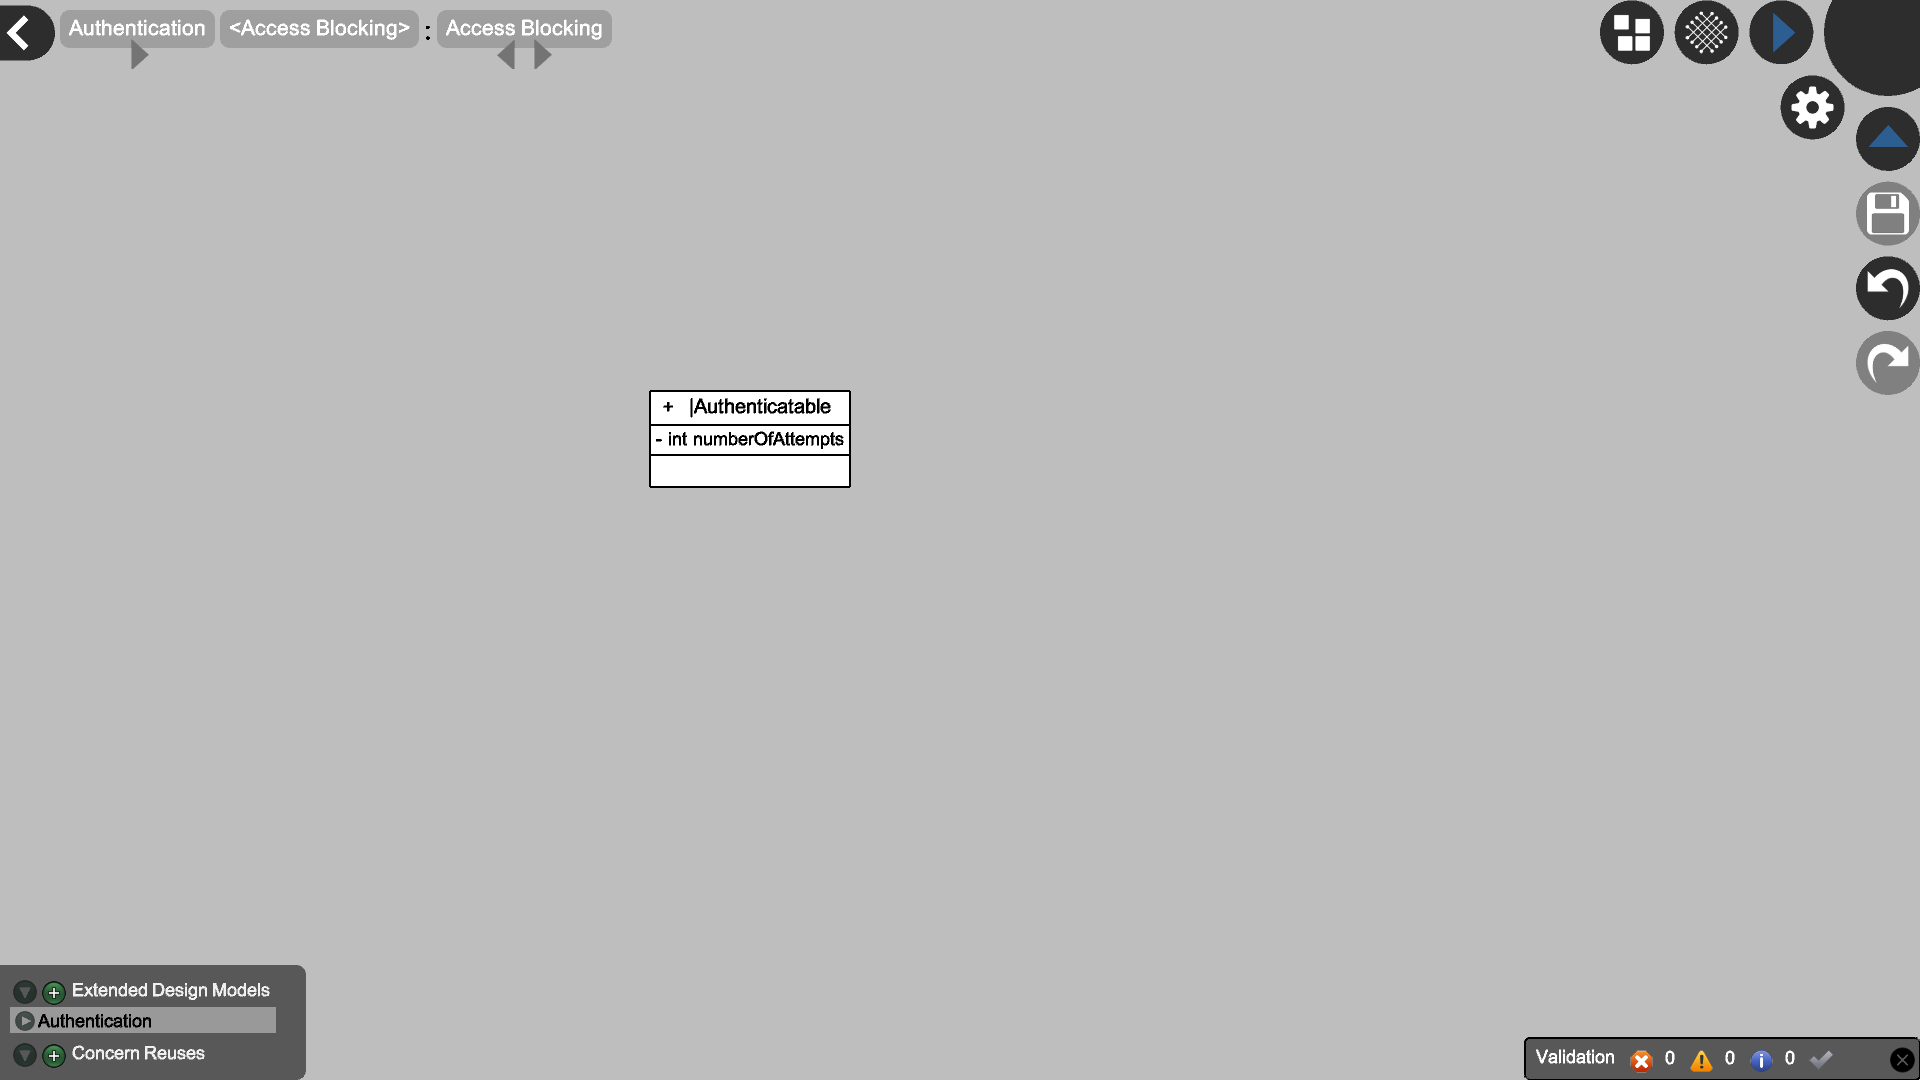 Authentication <Access Blocking> : Access Blocking
+ |Authenticatable
- int numberOfAttempts
Extended Design Models
Authentication
Concern Reuses
Validation 0 0 0